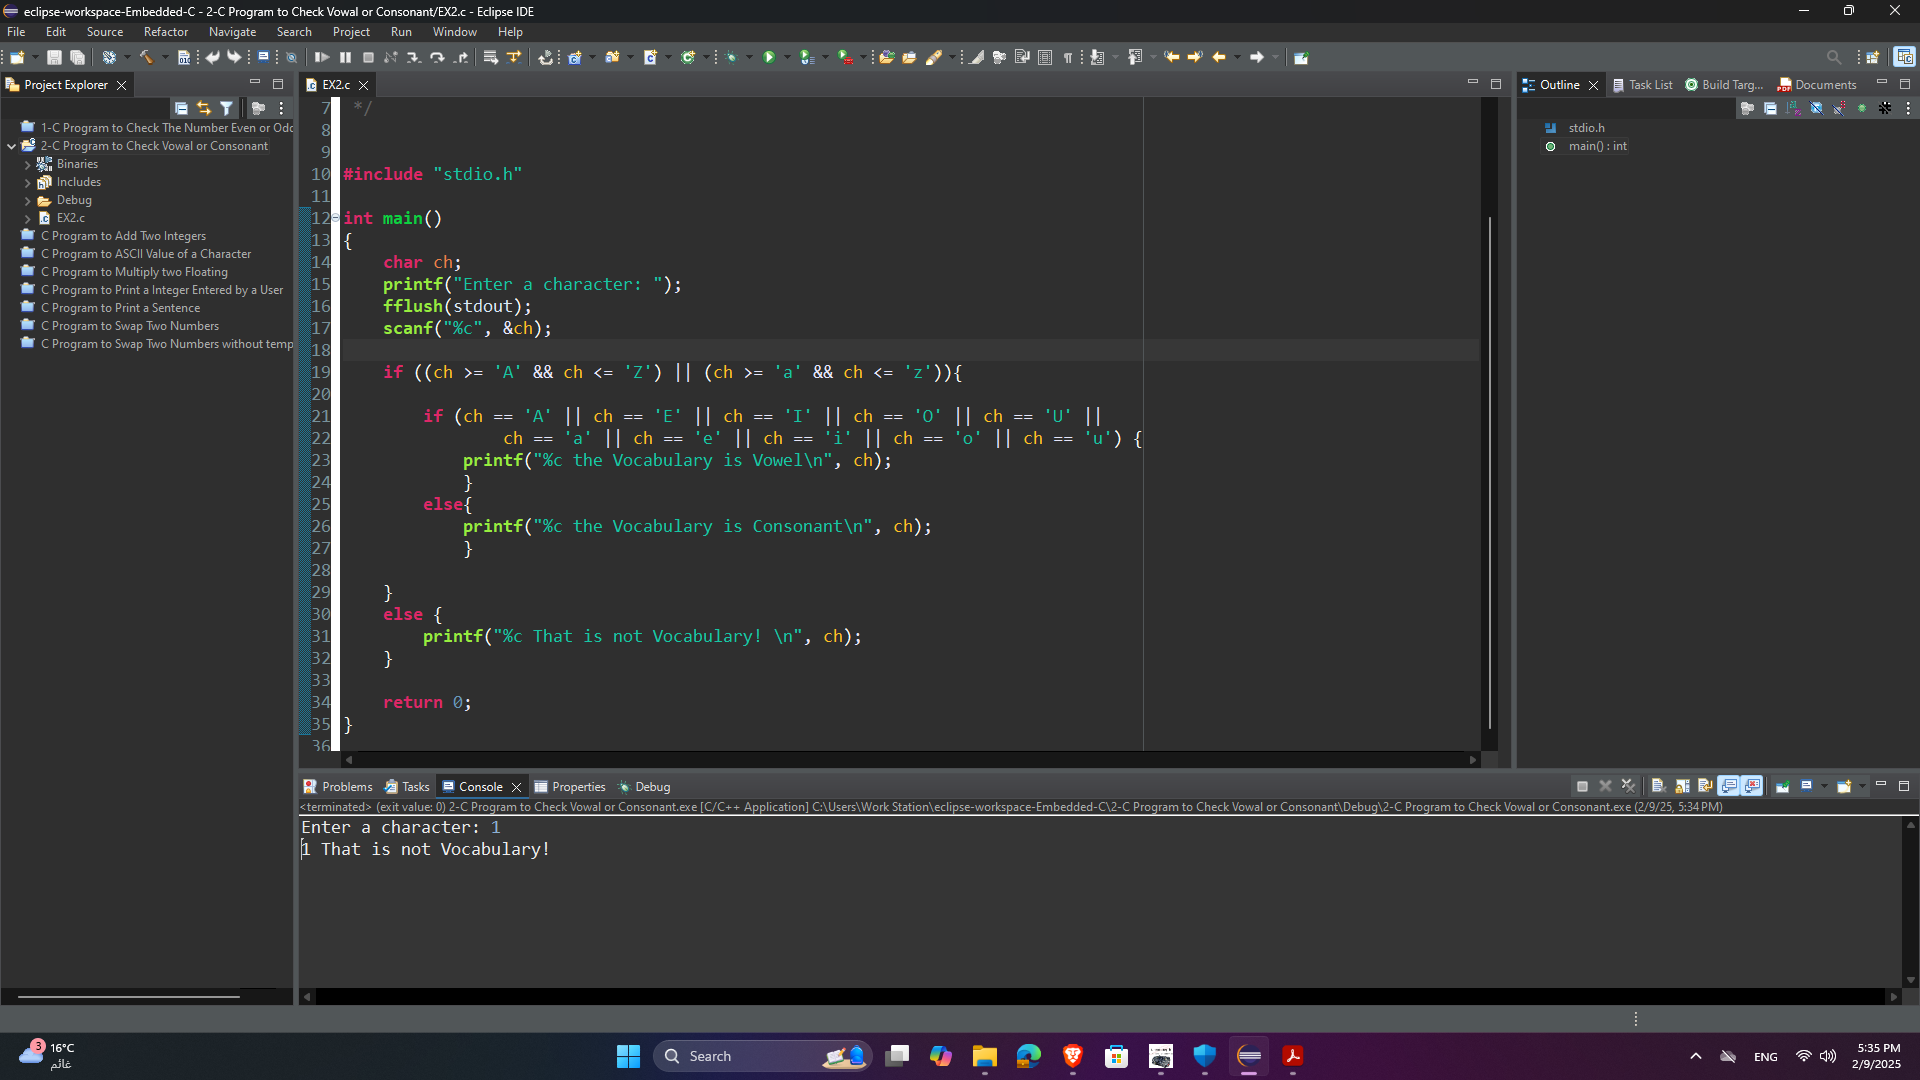 eclipse-workspace-Embedded-C - 2-C Program to Check Vowal or Consonant/EX2.c - Eclipse IDE
File Edit Source Refactor Navigate Search Project Run Window Help
Project Explorer
EX2.c
Outline Task List Build Targ... Documents
1-C Program to Check The Number Even or Odd
2-C Program to Check Vowal or Consonant
Binaries
Includes
Debug
EX2.c
C Program to Add Two Integers
C Program to ASCII Value of a Character
C Program to Multiply two Floating
C Program to Print a Integer Entered by a User
C Program to Print a Sentence
C Program to Swap Two Numbers
C Program to Swap Two Numbers without temp
7 */
8
9
10 #include "stdio.h"
11
12 int main()
13 {
14 char ch;
15 printf("Enter a character: ");
16 fflush(stdout);
17 scanf("%c", &ch);
18
19 if ((ch >= 'A' && ch <= 'Z') || (ch >= 'a' && ch <= 'z')){
20
21 if (ch == 'A' || ch == 'E' || ch == 'I' || ch == 'O' || ch == 'U' ||
22 ch == 'a' || ch == 'e' || ch == 'i' || ch == 'o' || ch == 'u') {
23 printf("%c the Vocabulary is Vowel\n", ch);
24 }
25 else{
26 printf("%c the Vocabulary is Consonant\n", ch);
27 }
28
29 }
30 else {
31 printf("%c That is not Vocabulary! \n", ch);
32 }
33
34 return 0;
35 }
36
stdio.h
main() : int
Problems Tasks Console Properties Debug
<terminated> (exit value: 0) 2-C Program to Check Vowal or Consonant.exe [C/C++ Application] C:\Users\Work Station\eclipse-workspace-Embedded-C\2-C Program to Check Vowal or Consonant\Debug\2-C Program to Check Vowal or Consonant.exe (2/9/25, 5:34 PM)
Enter a character: 1
1 That is not Vocabulary!
3
16°C
غائم
Search
ENG
5:35 PM
2/9/2025